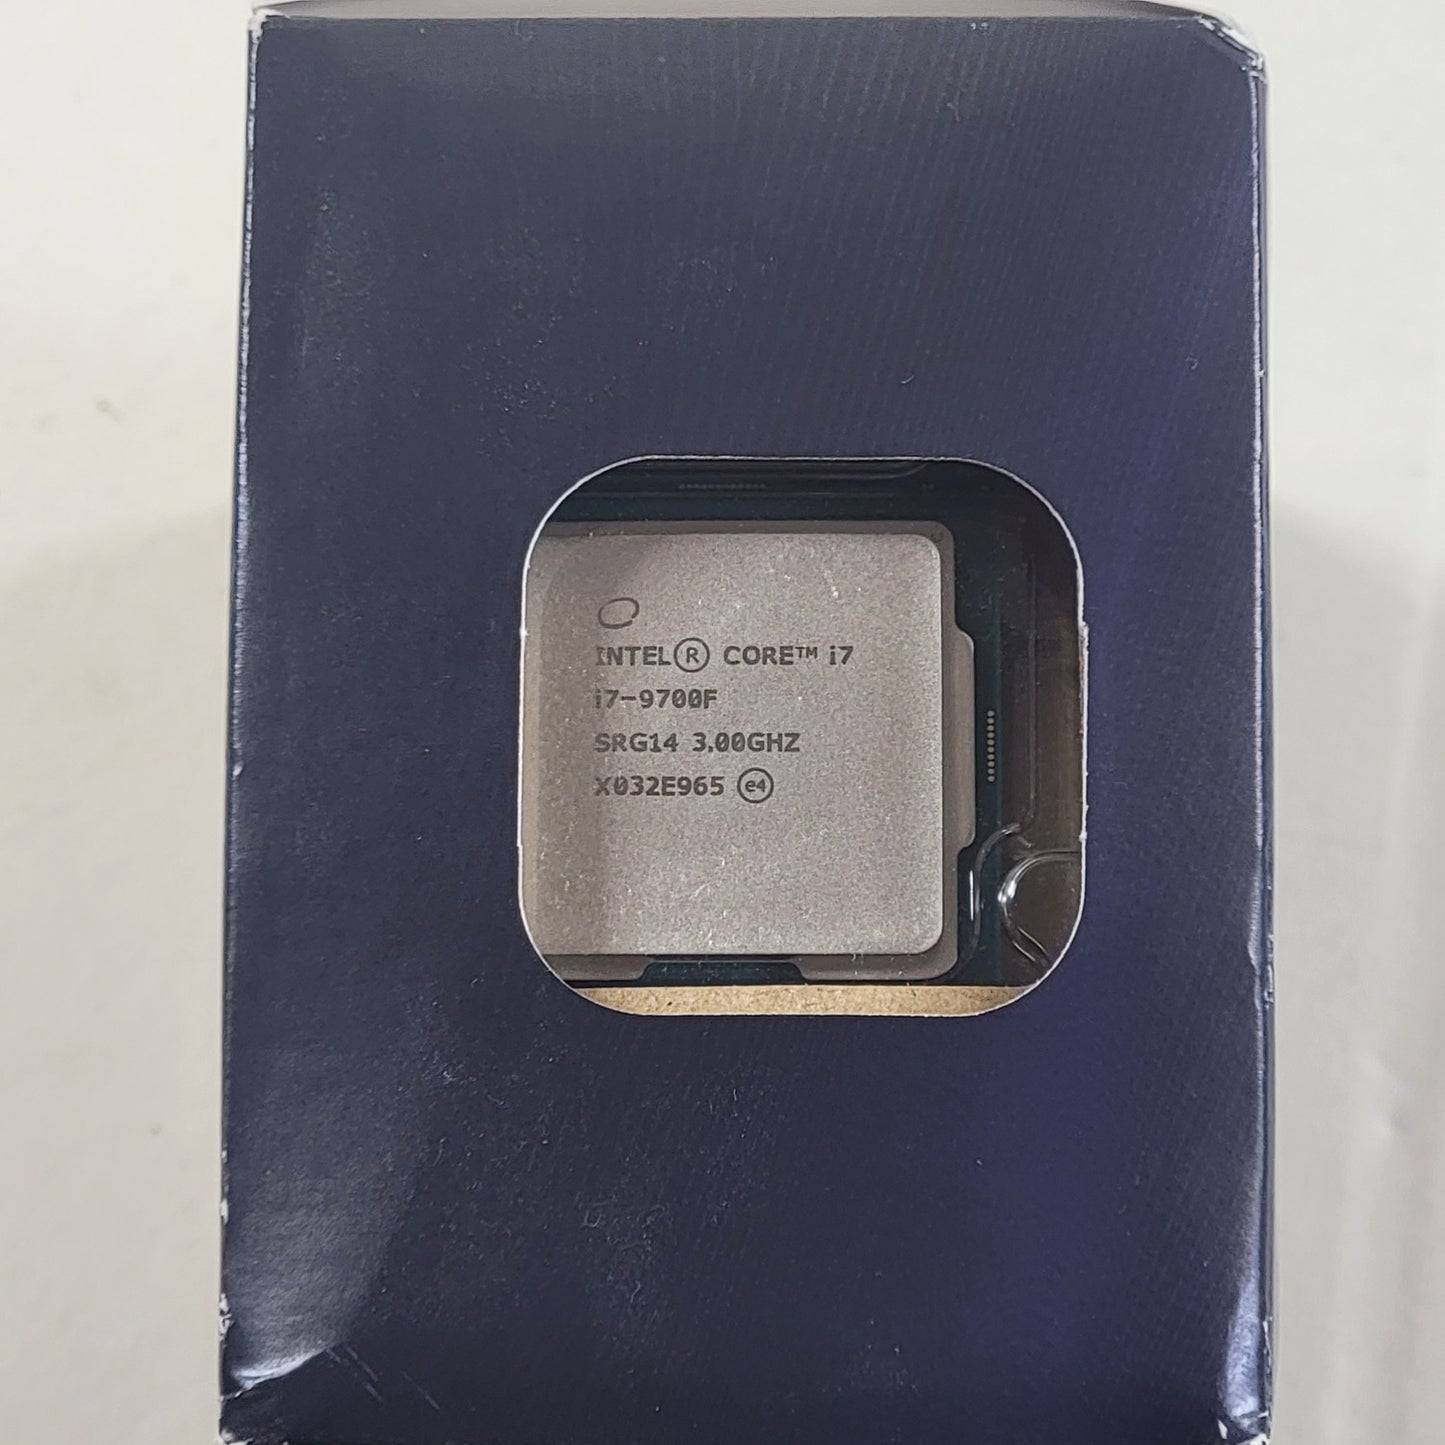 INTEL® CORE™ i7
i7-9700F
SRG14 3.00GHZ
X032E965 e4